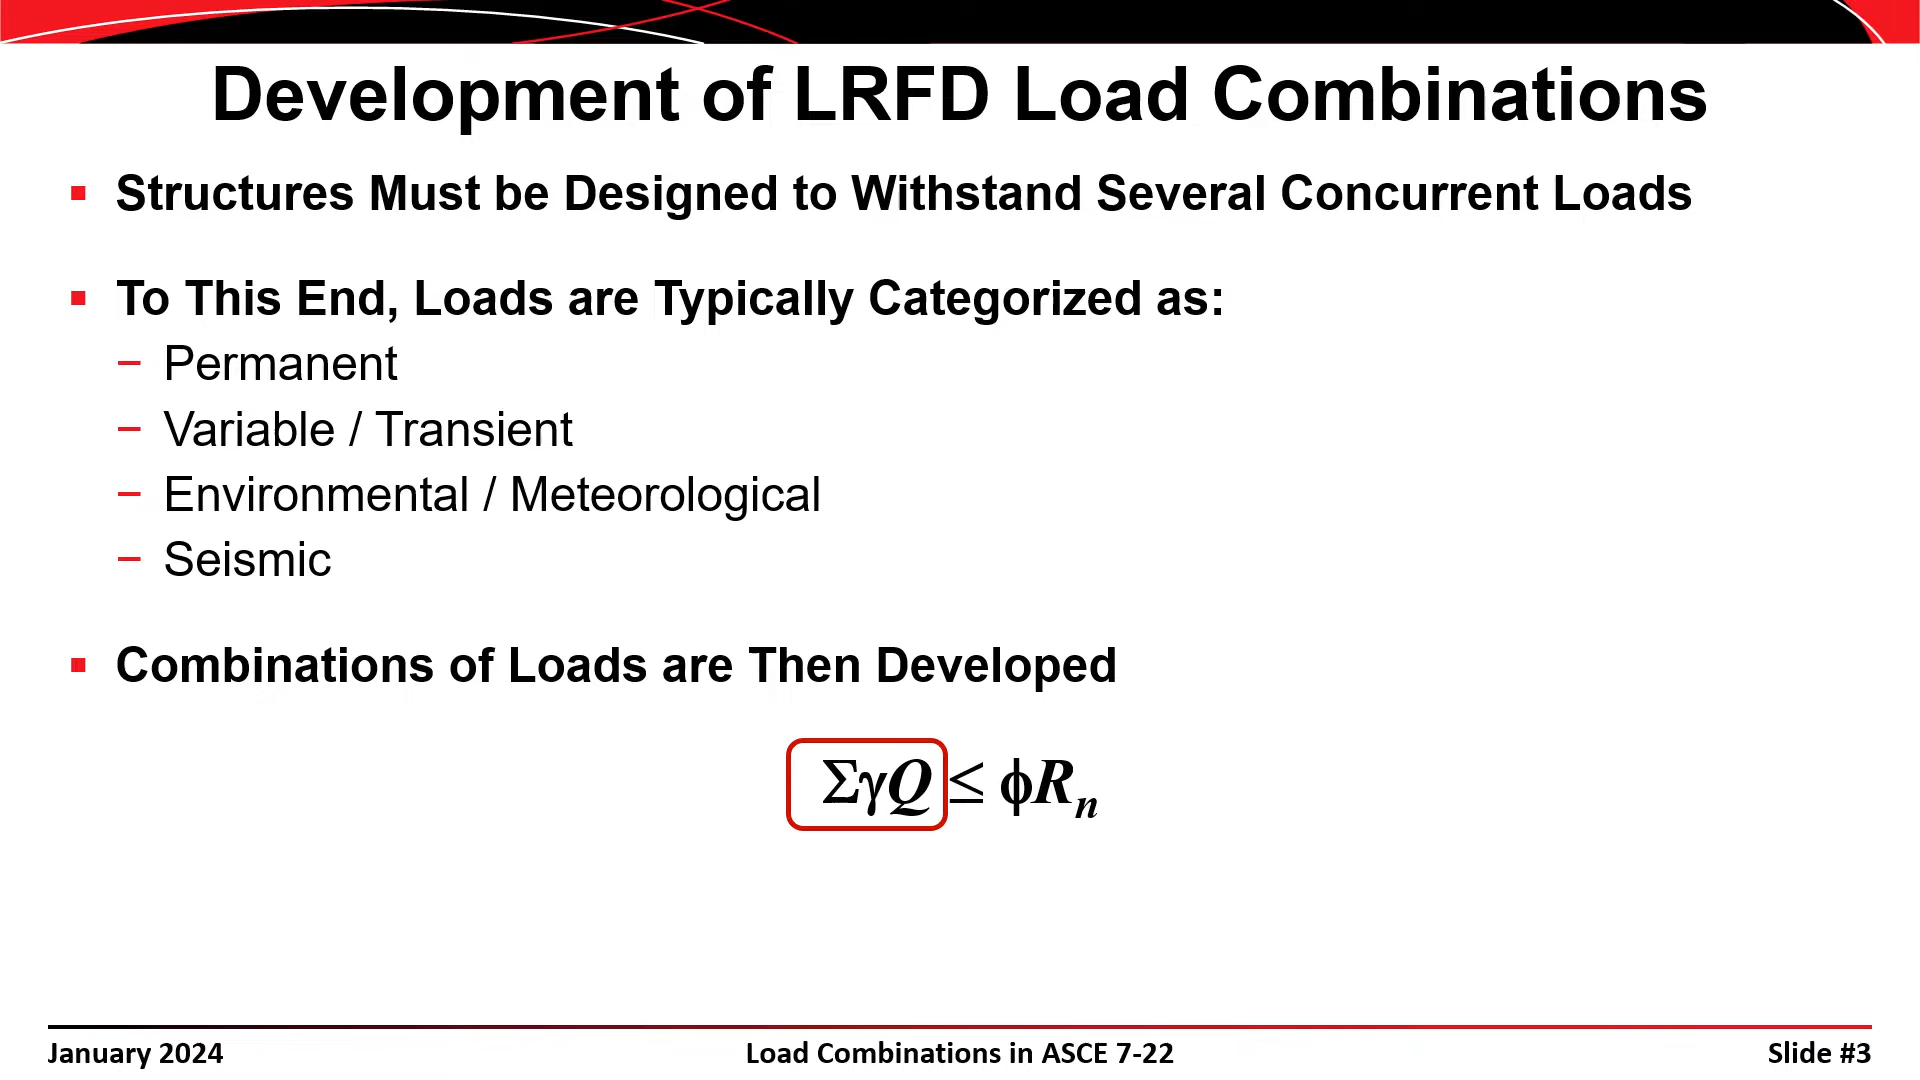 Development of LRFD Load Combinations
▪ Structures Must be Designed to Withstand Several Concurrent Loads
▪ To This End, Loads are Typically Categorized as:
– Permanent
– Variable / Transient
– Environmental / Meteorological
– Seismic
▪ Combinations of Loads are Then Developed
ΣγQ ≤ ϕRₙ
January 2024 Load Combinations in ASCE 7-22 Slide #3